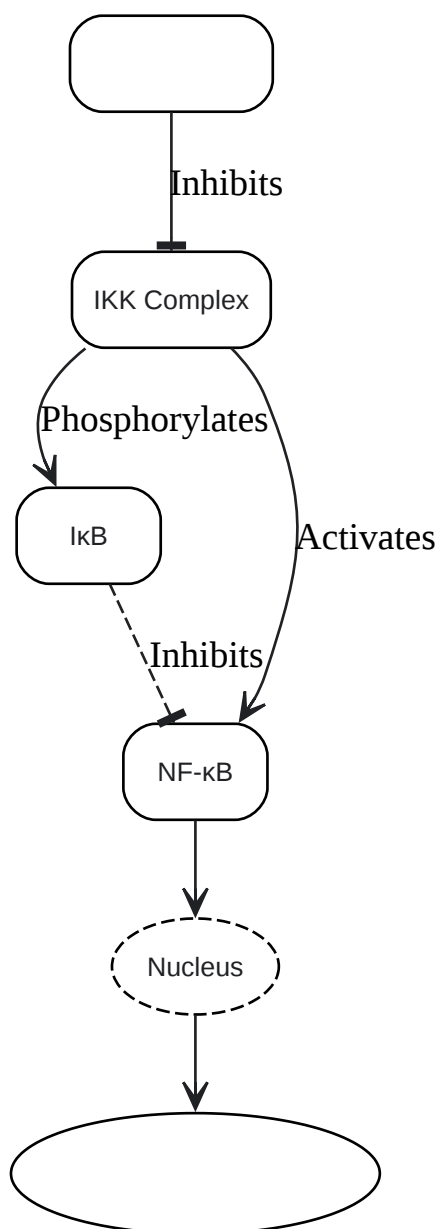 Inhibits
IKK Complex
Phosphorylates
IκB
Activates
Inhibits
NF-κB
Nucleus